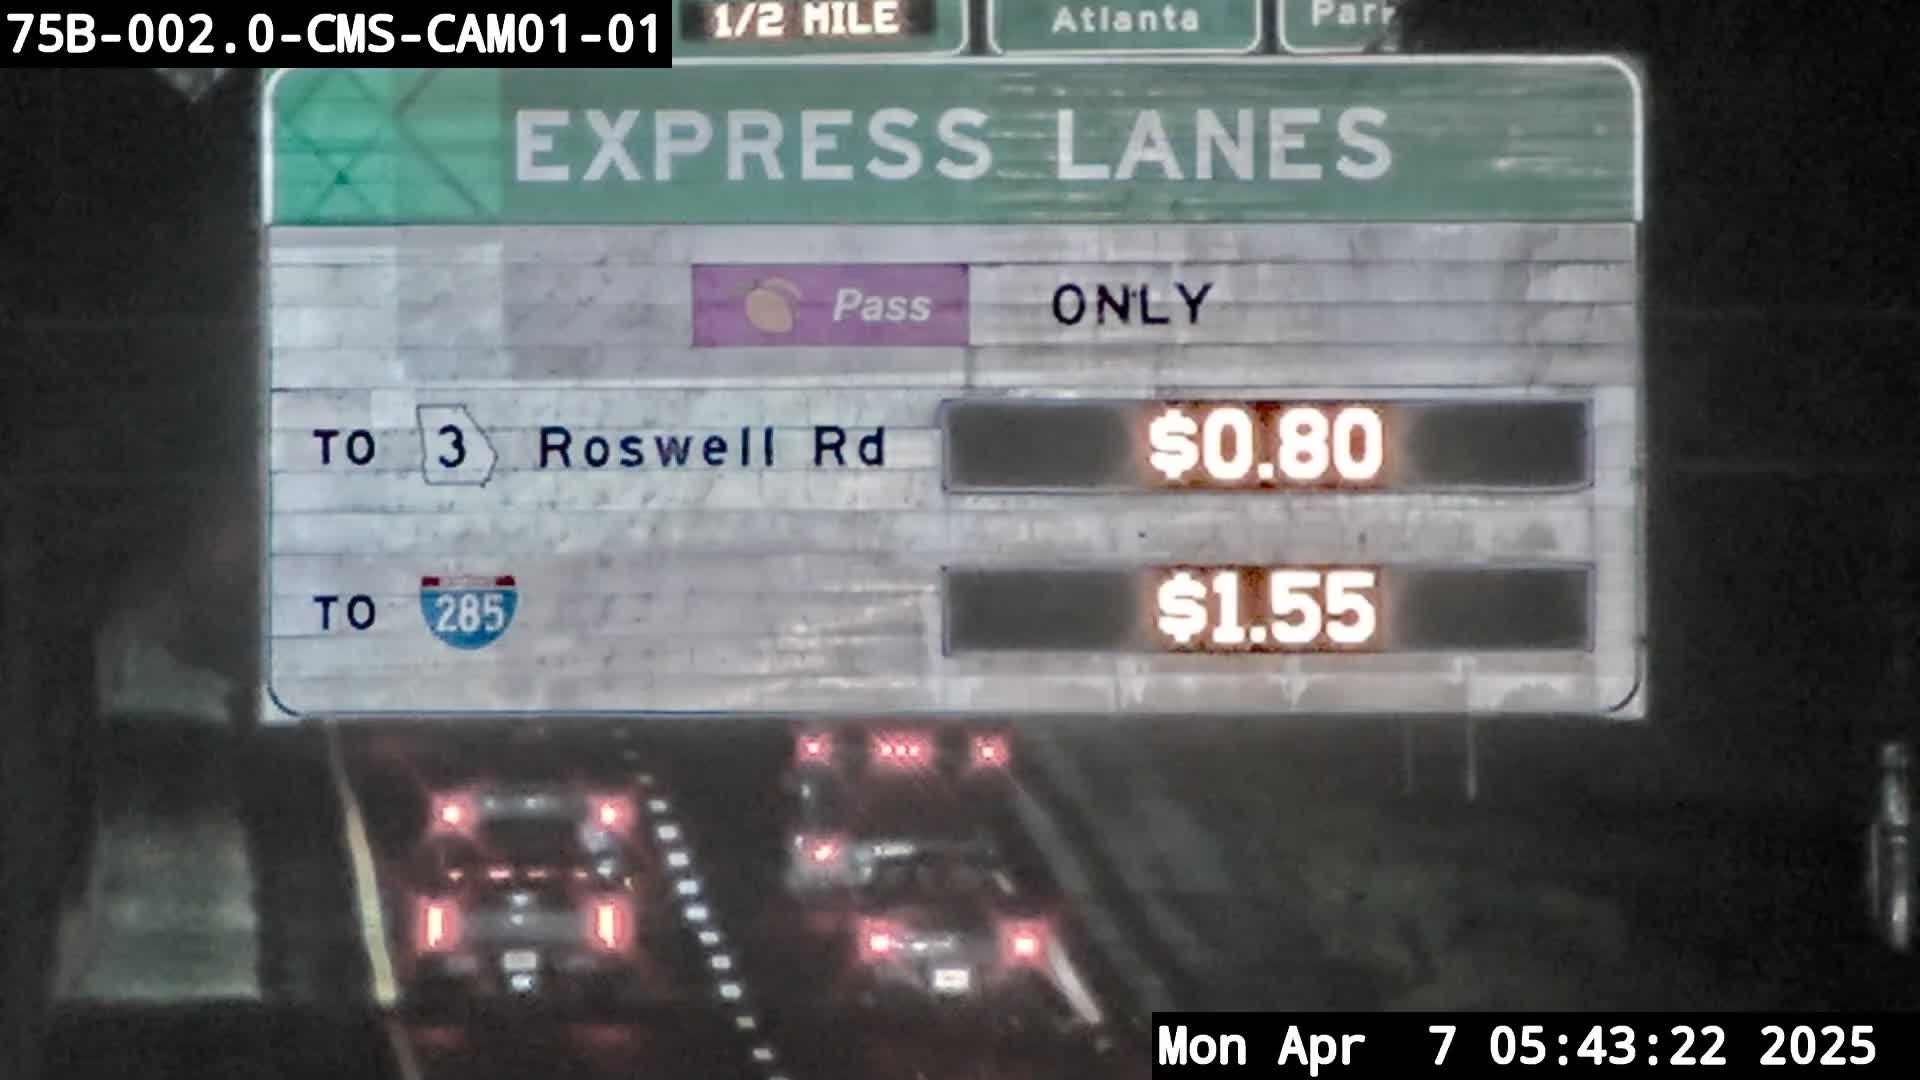 75B-002.0-CMS-CAM01-01
1/2 MILE
Atlanta
EXPRESS LANES
Pass ONLY
TO 3 Roswell Rd $0.80
TO 285 $1.55
Mon Apr 7 05:43:22 2025